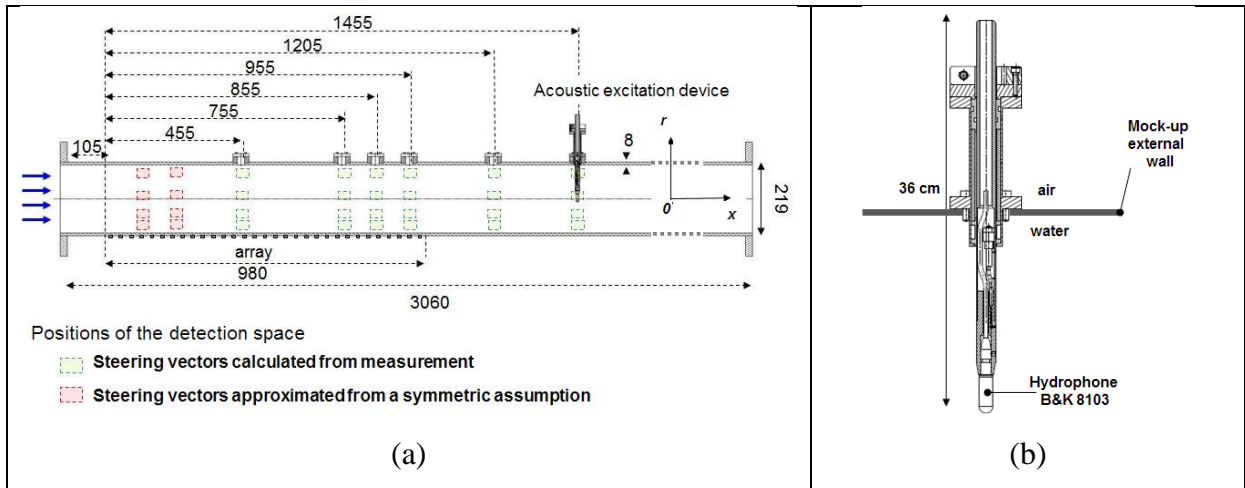 1455
1205
955
855
755
455
105
Acoustic excitation device
8
r
0
x
219
array
980
3060
Positions of the detection space
Steering vectors calculated from measurement
Steering vectors approximated from a symmetric assumption
(a)
36 cm
Mock-up
external
wall
air
water
Hydrophone
B&K 8103
(b)